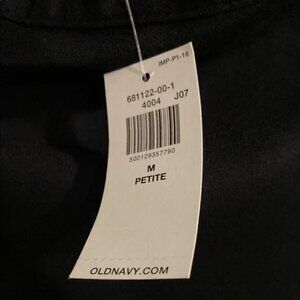 IMP-P1-16
681122-00-1
4004 J07
500129357790
M
PETITE
OLDNAVY.COM